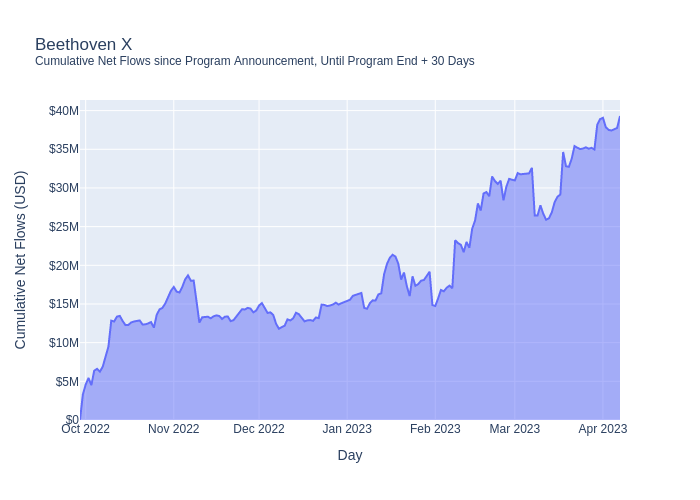 Beethoven X
Cumulative Net Flows since Program Announcement, Until Program End + 30 Days
Cumulative Net Flows (USD)
$40M
$35M
$30M
$25M
$20M
$15M
$10M
$5M
$0
Oct 2022 Nov 2022 Dec 2022 Jan 2023 Feb 2023 Mar 2023 Apr 2023
Day